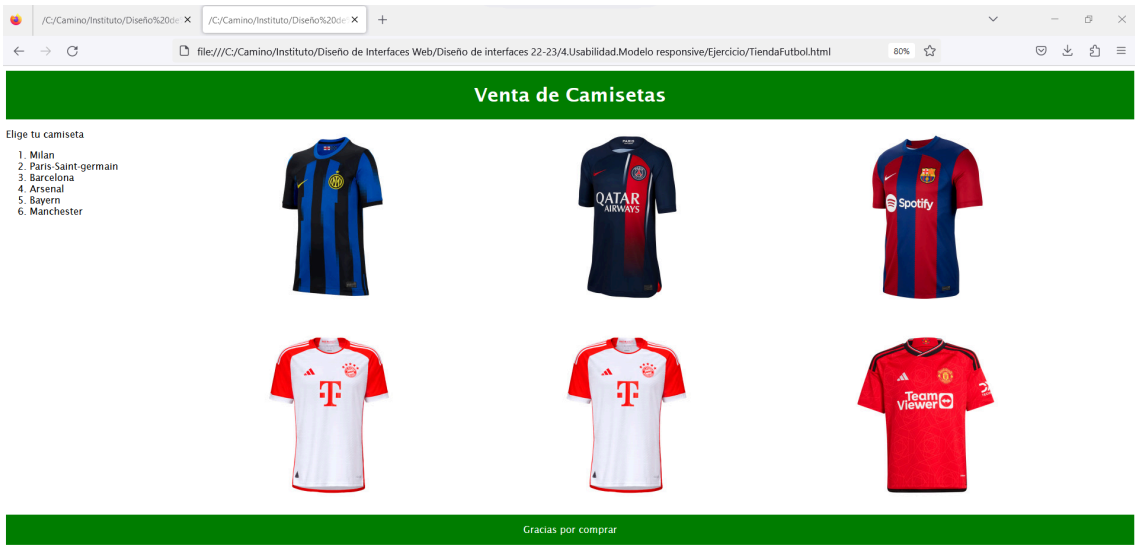 /C:/Camino/Instituto/Diseño%20de
/C:/Camino/Instituto/Diseño%20de
file:///C:/Camino/Instituto/Diseño de Interfaces Web/Diseño de interfaces 22-23/4.Usabilidad.Modelo responsive/Ejercicio/TiendaFutbol.html
80%
Venta de Camisetas
Elige tu camiseta
1. Milan
2. Paris-Saint-germain
3. Barcelona
4. Arsenal
5. Bayern
6. Manchester
PARIS
QATAR
AIRWAYS
Spotify
T
T
Team
Viewer
Gracias por comprar